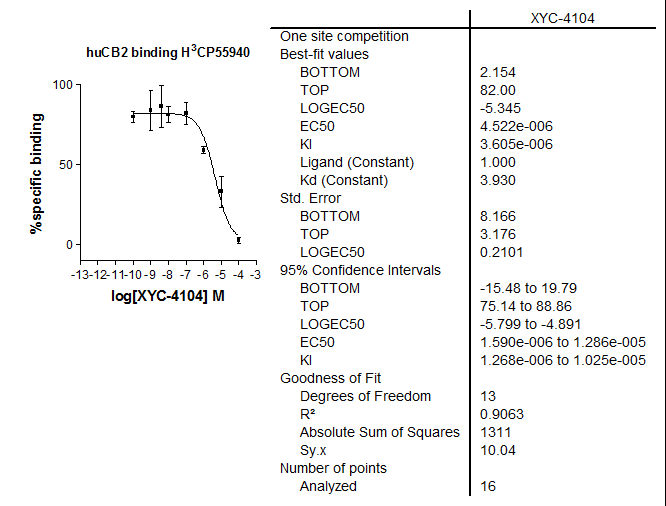 huCB2 binding H³CP55940
100
50
0
%specific binding
-13-12-11-10-9 -8 -7 -6 -5 -4 -3
log[XYC-4104] M
XYC-4104
One site competition
Best-fit values
BOTTOM 2.154
TOP 82.00
LOGEC50 -5.345
EC50 4.522e-006
KI 3.605e-006
Ligand (Constant) 1.000
Kd (Constant) 3.930
Std. Error
BOTTOM 8.166
TOP 3.176
LOGEC50 0.2101
95% Confidence Intervals
BOTTOM -15.48 to 19.79
TOP 75.14 to 88.86
LOGEC50 -5.799 to -4.891
EC50 1.590e-006 to 1.286e-005
KI 1.268e-006 to 1.025e-005
Goodness of Fit
Degrees of Freedom 13
R² 0.9063
Absolute Sum of Squares 1311
Sy.x 10.04
Number of points
Analyzed 16